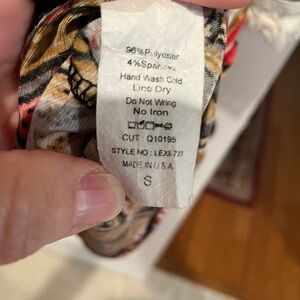 96% Polyester
4% Spandex
Hand Wash Cold
Line Dry
Do Not Wring
No Iron
CUT : Q10195
STYLE NO : LEXI-727
MADE IN U.S.A
S